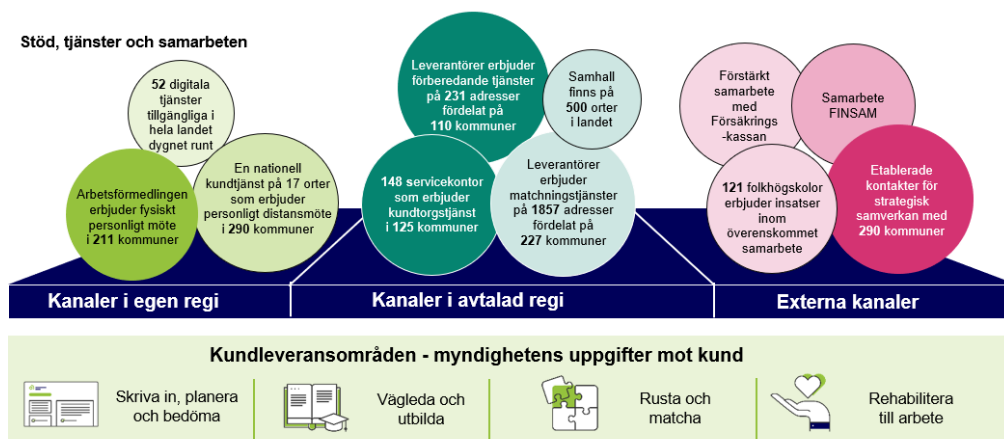 Stöd, tjänster och samarbeten
52 digitala
tjänster
tillgängliga i
hela landet
dygnet runt
Arbetsförmedlingen
erbjuder fysiskt
personligt möte
i 211 kommuner
En nationell
kundtjänst på 17 orter
som erbjuder
personligt distansmöte
i 290 kommuner
Leverantörer erbjuder
förberedande tjänster
på 231 adresser
fördelat på
110 kommuner
Samhall
finns på
500 orter
i landet
148 servicekontor
som erbjuder
kundtorgstjänst
i 125 kommuner
Leverantörer
erbjuder
matchningstjänster
på 1857 adresser
fördelat på
227 kommuner
Förstärkt
samarbete
med
Försäkrings
-kassan
Samarbete
FINSAM
121 folkhögskolor
erbjuder insatser
inom
överenskommet
samarbete
Etablerade
kontakter för
strategisk
samverkan med
290 kommuner
Kanaler i egen regi
Kanaler i avtalad regi
Externa kanaler
Kundleveransområden - myndighetens uppgifter mot kund
Skriva in, planera
och bedöma
Vägleda och
utbilda
Rusta och
matcha
Rehabilitera
till arbete